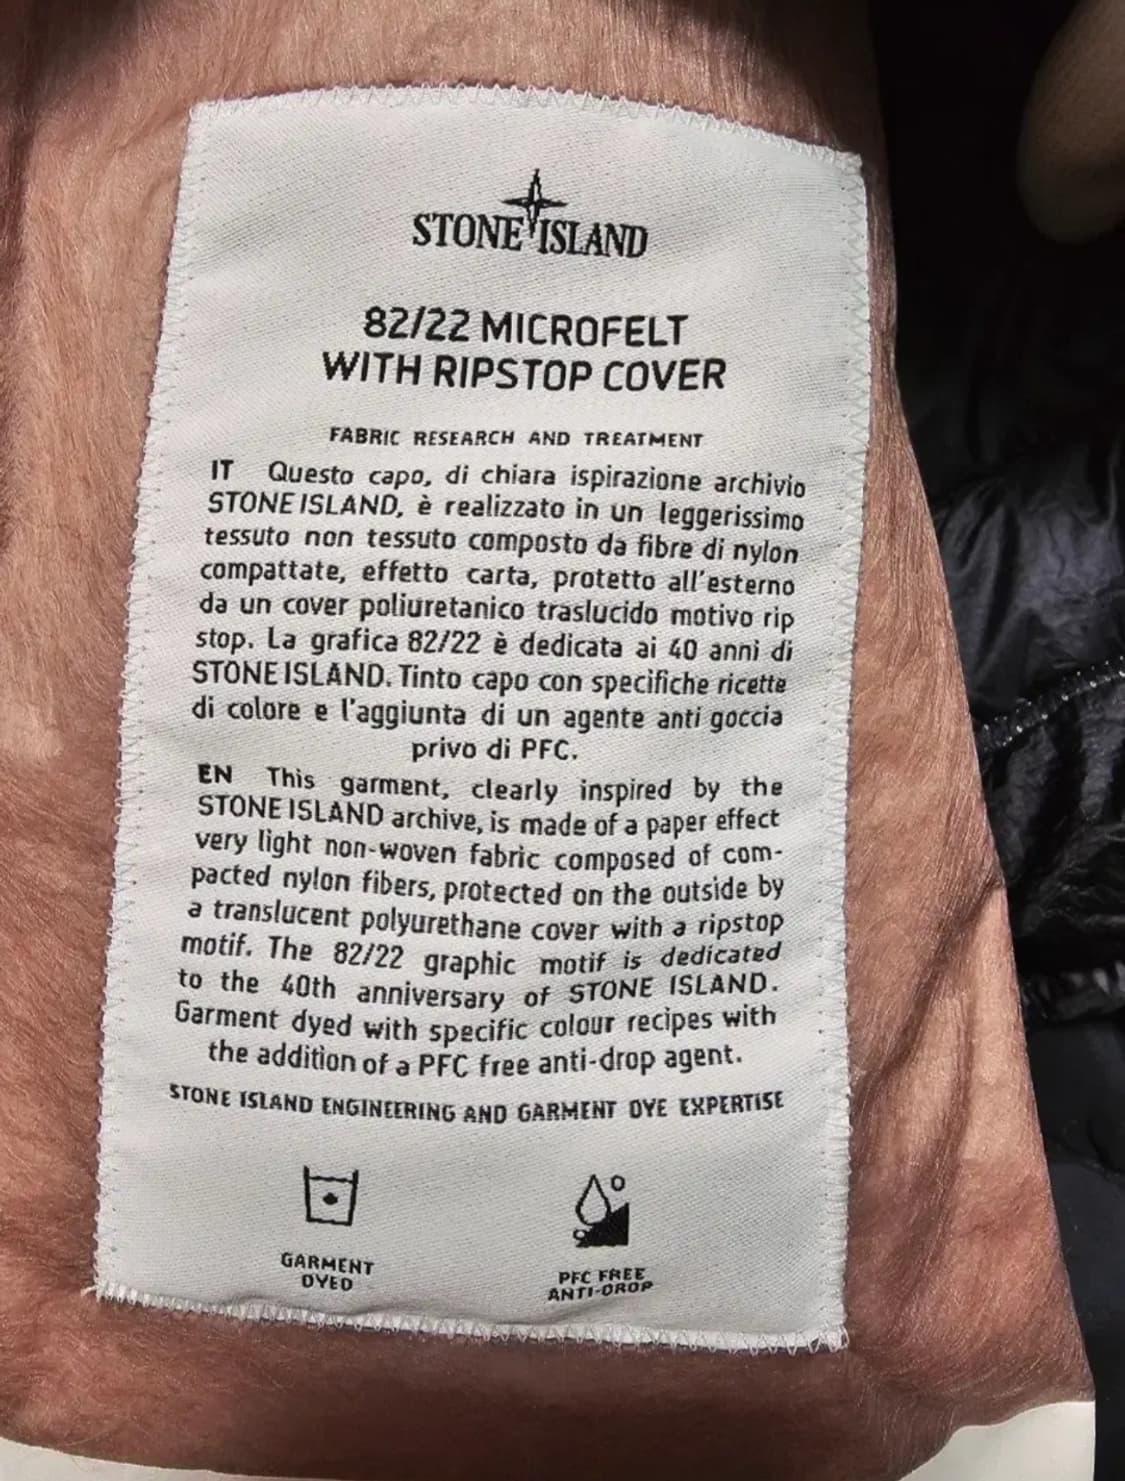 STONE ISLAND
82/22 MICROFELT
WITH RIPSTOP COVER
FABRIC RESEARCH AND TREATMENT
IT Questo capo, di chiara ispirazione archivio
STONE ISLAND, è realizzato in un leggerissimo
tessuto non tessuto composto da fibre di nylon
compattate, effetto carta, protetto all'esterno
da un cover poliuretanico traslucido motivo rip
stop. La grafica 82/22 è dedicata ai 40 anni di
STONE ISLAND. Tinto capo con specifiche ricette
di colore e l'aggiunta di un agente anti goccia
privo di PFC.
EN This garment, clearly inspired by the
STONE ISLAND archive, is made of a paper effect
very light non-woven fabric composed of com-
pacted nylon fibers, protected on the outside by
a translucent polyurethane cover with a ripstop
motif. The 82/22 graphic motif is dedicated
to the 40th anniversary of STONE ISLAND.
Garment dyed with specific colour recipes with
the addition of a PFC free anti-drop agent.
STONE ISLAND ENGINEERING AND GARMENT DYE EXPERTISE
GARMENT
DYED
PFC FREE
ANTI-DROP